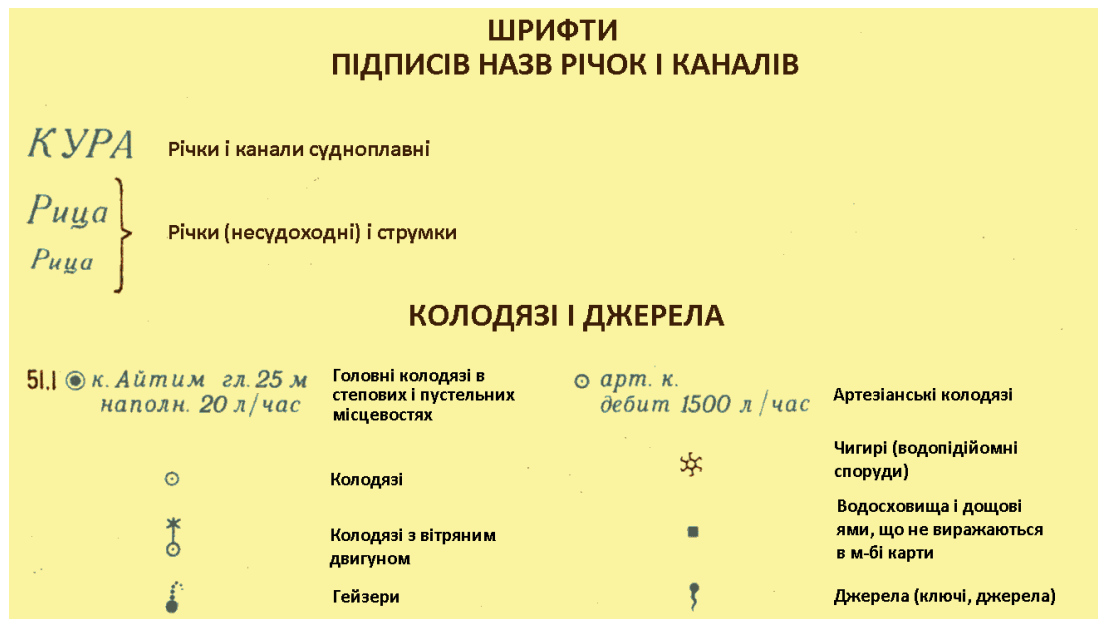 ШРИФТИ
ПІДПИСІВ НАЗВ РІЧОК І КАНАЛІВ
КУРА
Річки і канали судноплавні
Рица
Рица
Річки (несудоходні) і струмки
КОЛОДЯЗІ І ДЖЕРЕЛА
51.1 к. Айтим гл. 25 м
наполн. 20 л/час
Головні колодязі в
степових і пустельних
місцевостях
арт. к.
дебит 1500 л/час
Артезіанські колодязі
Колодязі
Чигирі (водопідійомні
споруди)
Колодязі з вітряним
двигуном
Водосховища і дощові
ями, що не виражаються
в м-бі карти
Гейзери
Джерела (ключі, джерела)